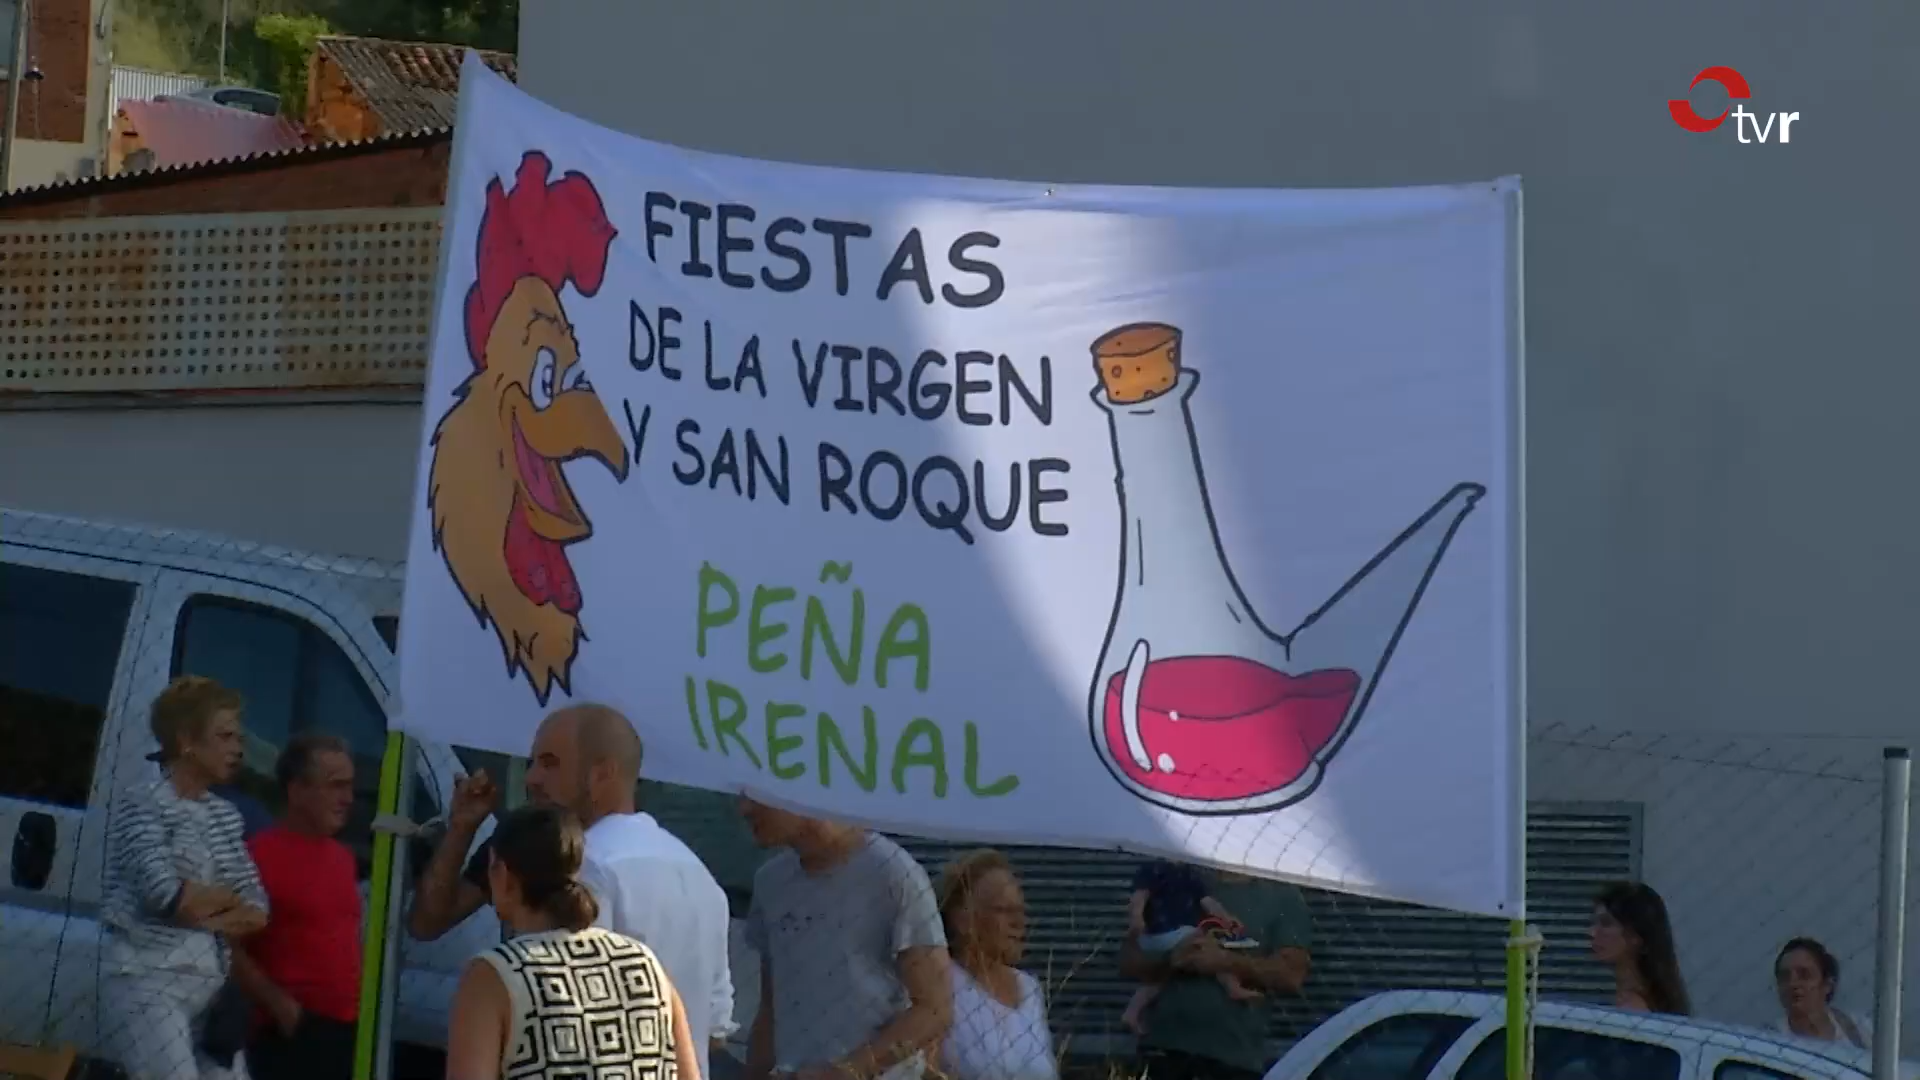 tvr
FIESTAS
DE LA VIRGEN
Y SAN ROQUE
PEÑA
IRENAL